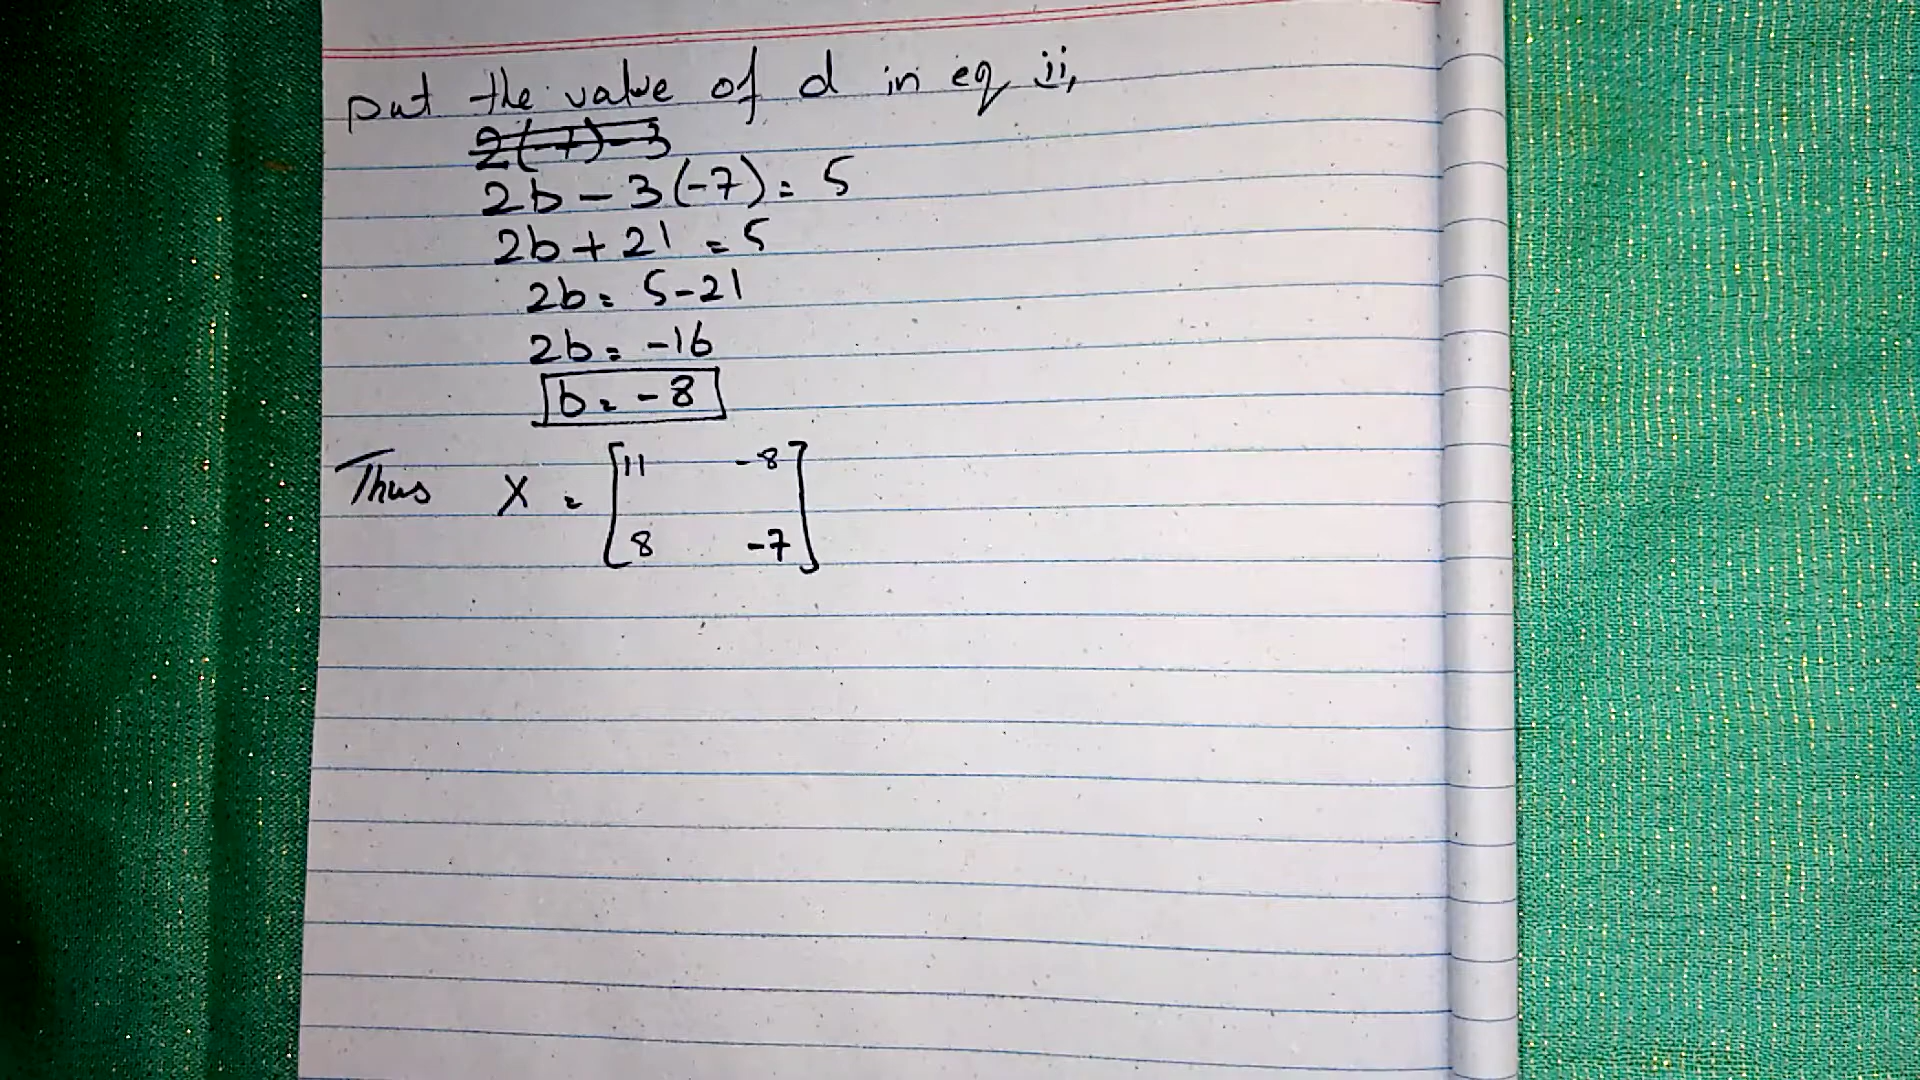 put the value of d in eq ii,
2(-7)-3
2b - 3(-7) = 5
2b + 21 = 5
2b = 5-21
2b = -16
b = -8
Thus X = [11 -8
8 -7]